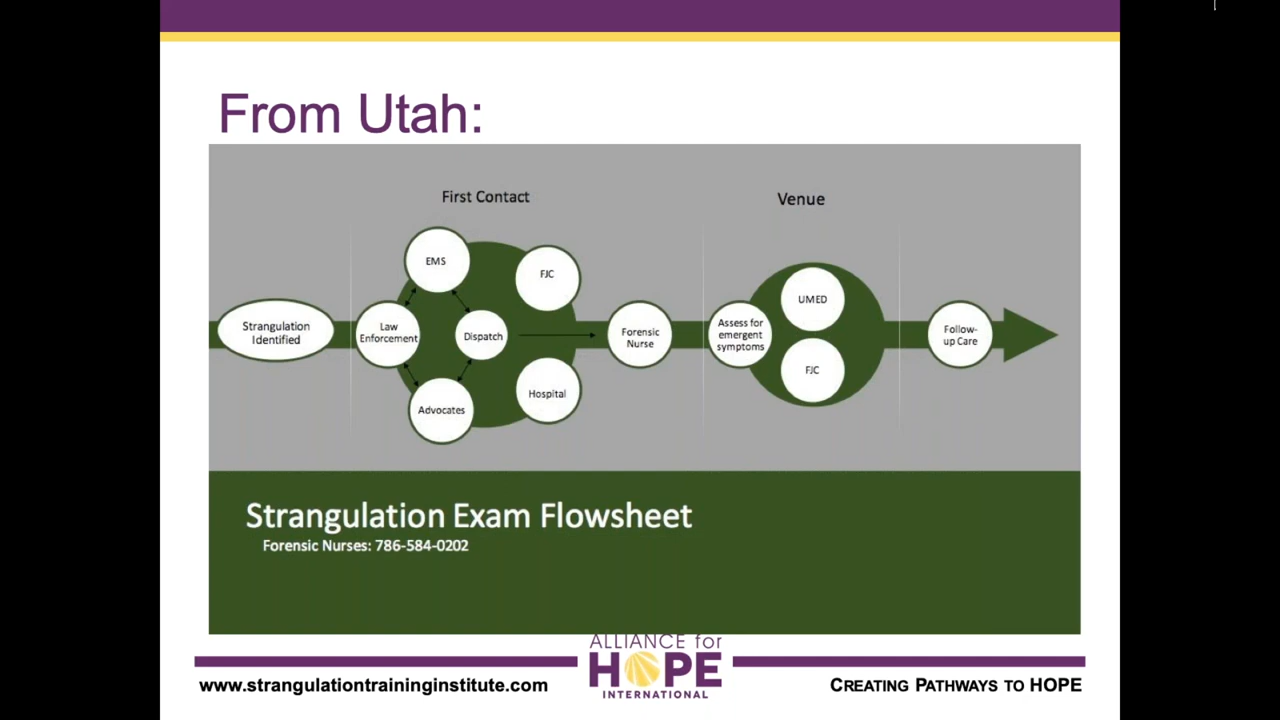 From Utah:
First Contact
Venue
Strangulation
Identified
EMS
FJC
Law
Enforcement
Dispatch
Advocates
Hospital
Forensic
Nurse
Assess for
emergent
symptoms
UMED
FJC
Follow-
up Care
Strangulation Exam Flowsheet
Forensic Nurses: 786-584-0202
www.strangulationtraininginstitute.com
ALLIANCE for
HOPE
INTERNATIONAL
CREATING PATHWAYS TO HOPE